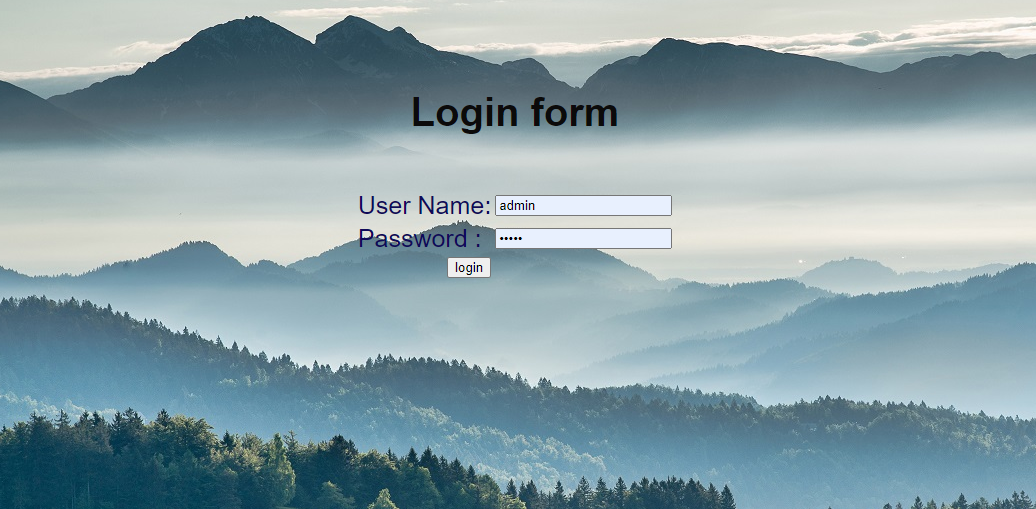 Login form
User Name: admin
Password : •••••
login